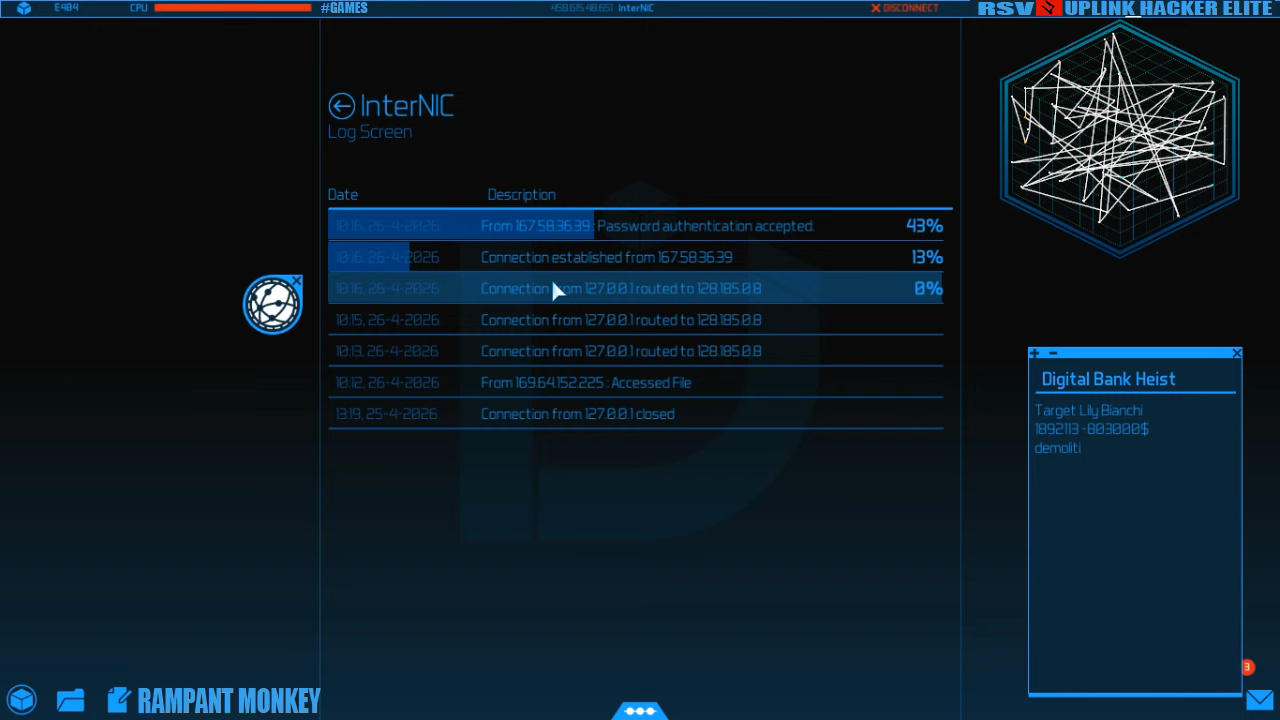 E404 CPU #GAMES 458.615.48.651 InterNIC DISCONNECT RSV UPLINK HACKER ELITE
InterNIC
Log Screen
Date Description
10:16, 26-4-2026 From 167.58.36.39 : Password authentication accepted. 43%
10:16, 26-4-2026 Connection established from 167.58.36.39 13%
10:16, 26-4-2026 Connection from 127.0.0.1 routed to 128.185.0.8 0%
10:15, 26-4-2026 Connection from 127.0.0.1 routed to 128.185.0.8
10:13, 26-4-2026 Connection from 127.0.0.1 routed to 128.185.0.8
10:12, 26-4-2026 From 169.64.152.225 : Accessed File
13:19, 25-4-2026 Connection from 127.0.0.1 closed
Digital Bank Heist
Target Lily Bianchi
1892113 -803000$
demoliti
3
RAMPANT MONKEY